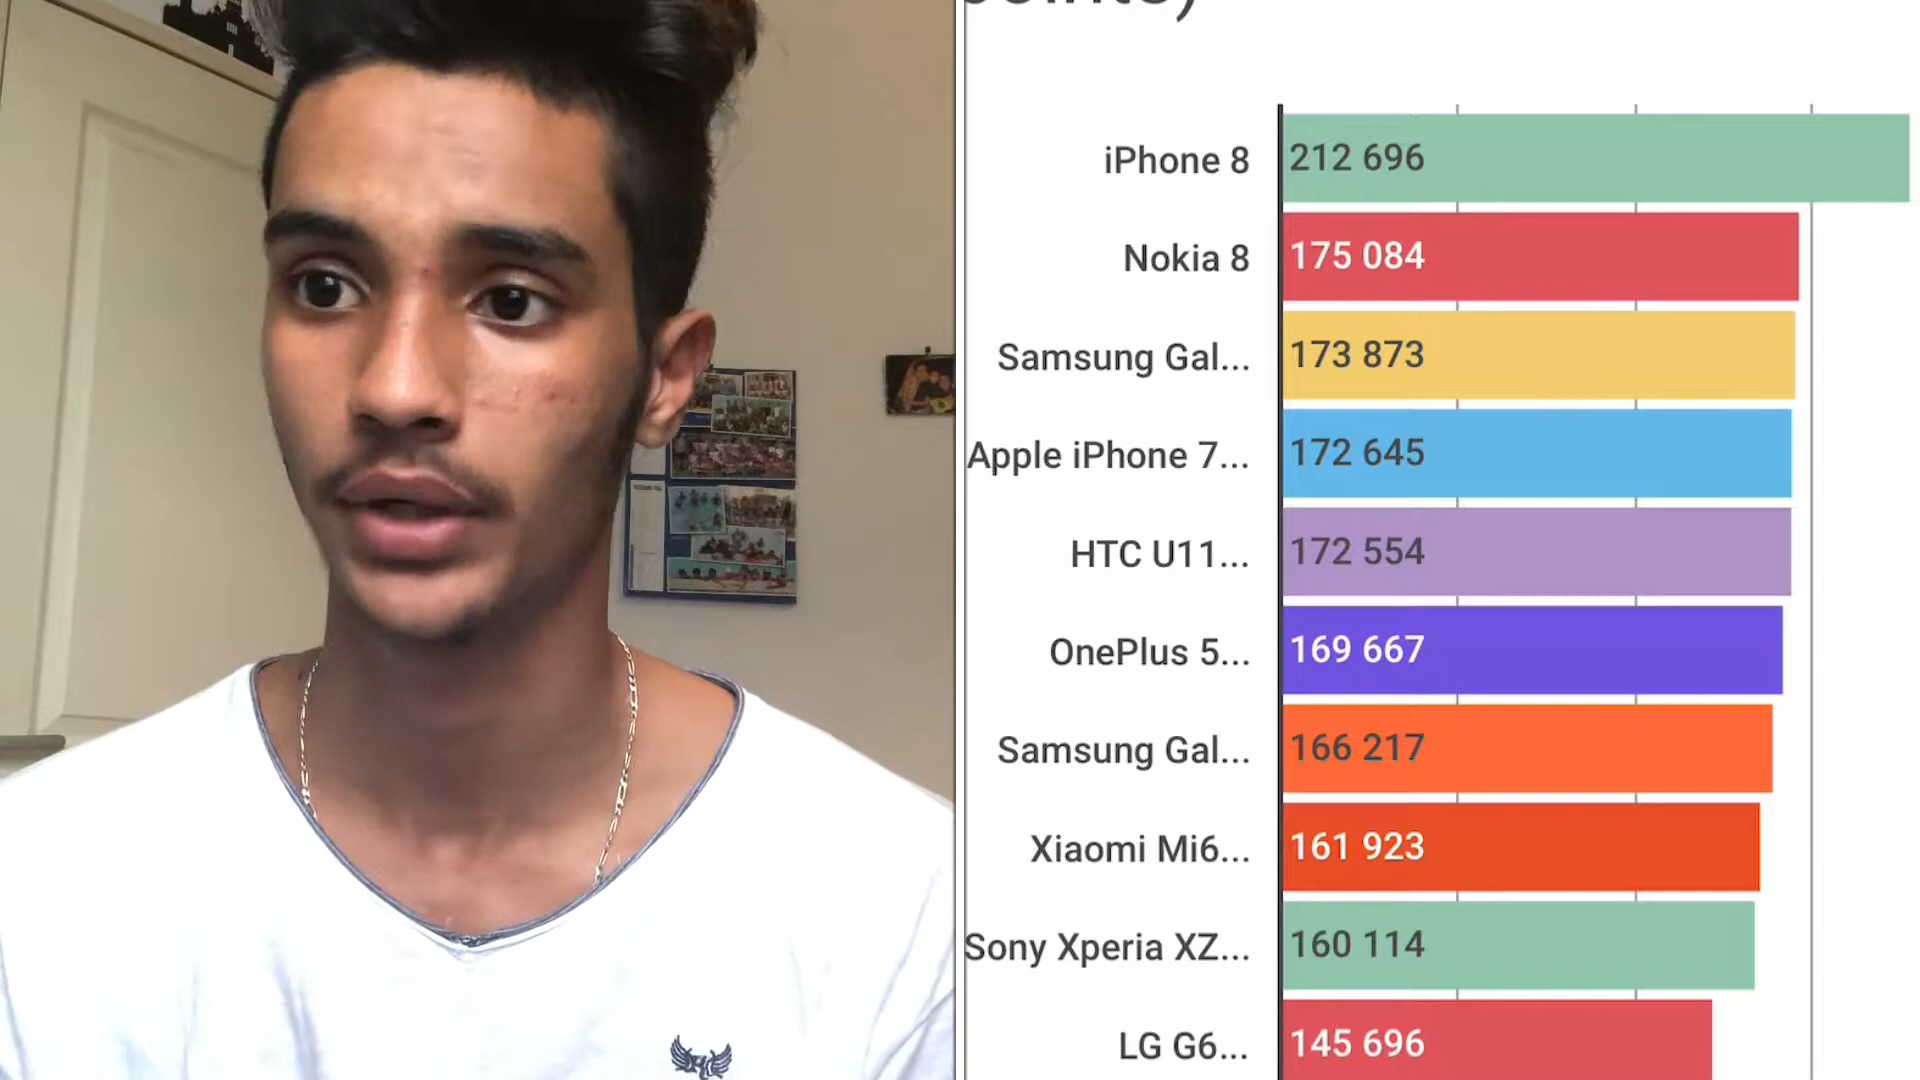 iPhone 8 212 696
Nokia 8 175 084
Samsung Gal... 173 873
Apple iPhone 7... 172 645
HTC U11... 172 554
OnePlus 5... 169 667
Samsung Gal... 166 217
Xiaomi Mi6... 161 923
Sony Xperia XZ... 160 114
LG G6... 145 696